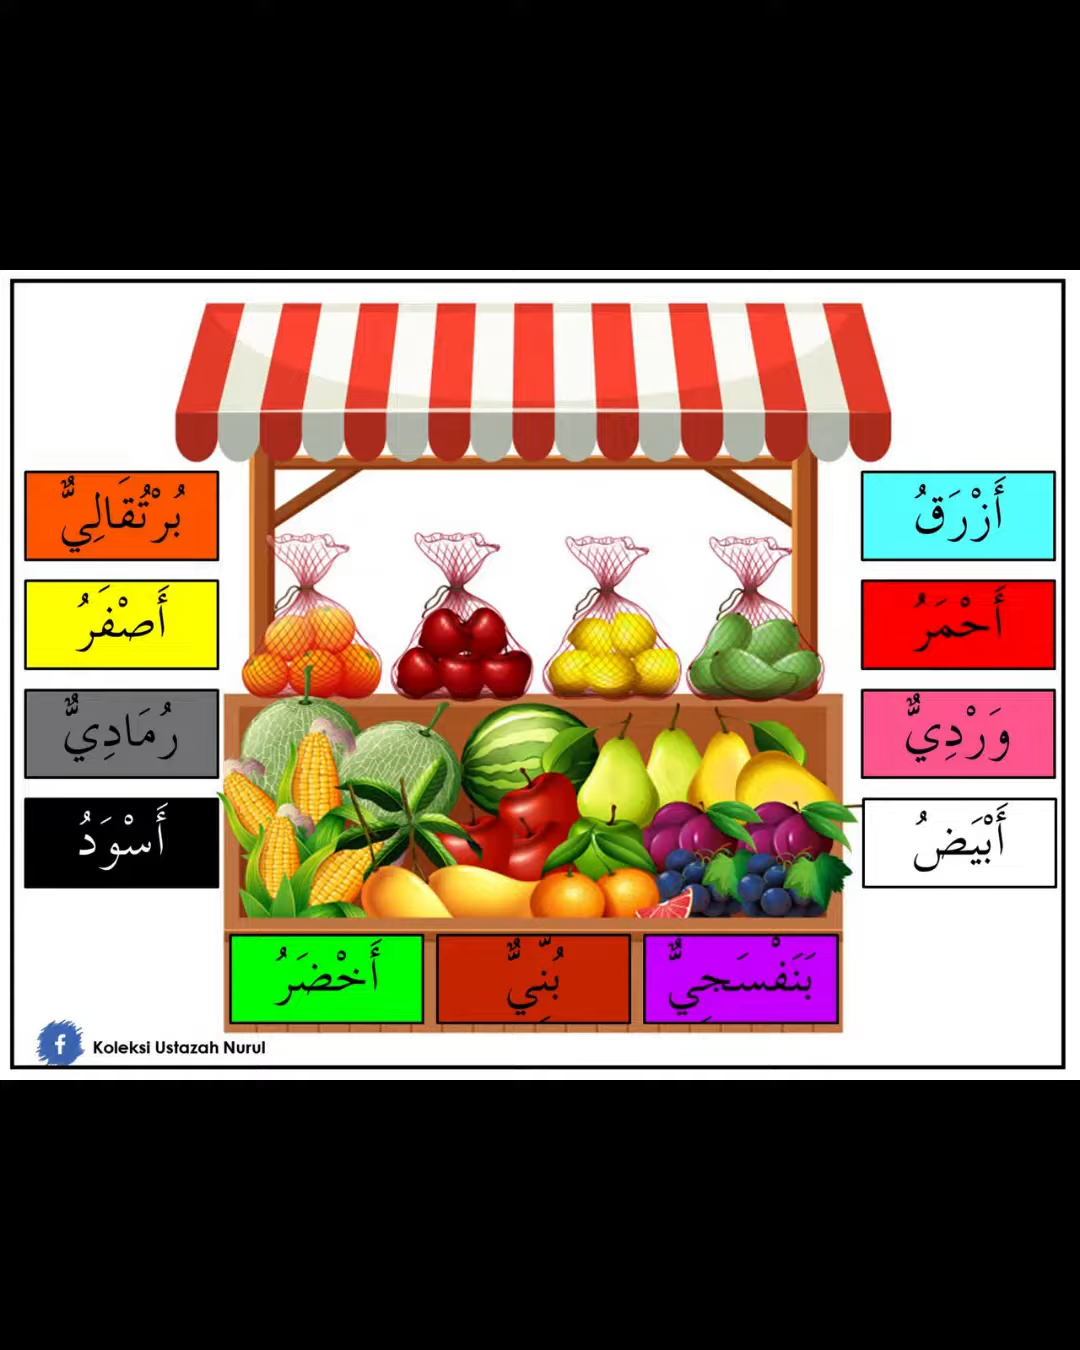 أَزْرَقُ
أَحْمَرُ
وَرْدِيٌّ
أَبْيَضُ
بُرْتُقَالِيٌّ
أَصْفَرُ
رُمَادِيٌّ
أَسْوَدُ
بَنَفْسَجِيٌّ
بُنِّيٌّ
أَخْضَرُ
f Koleksi Ustazah Nurul